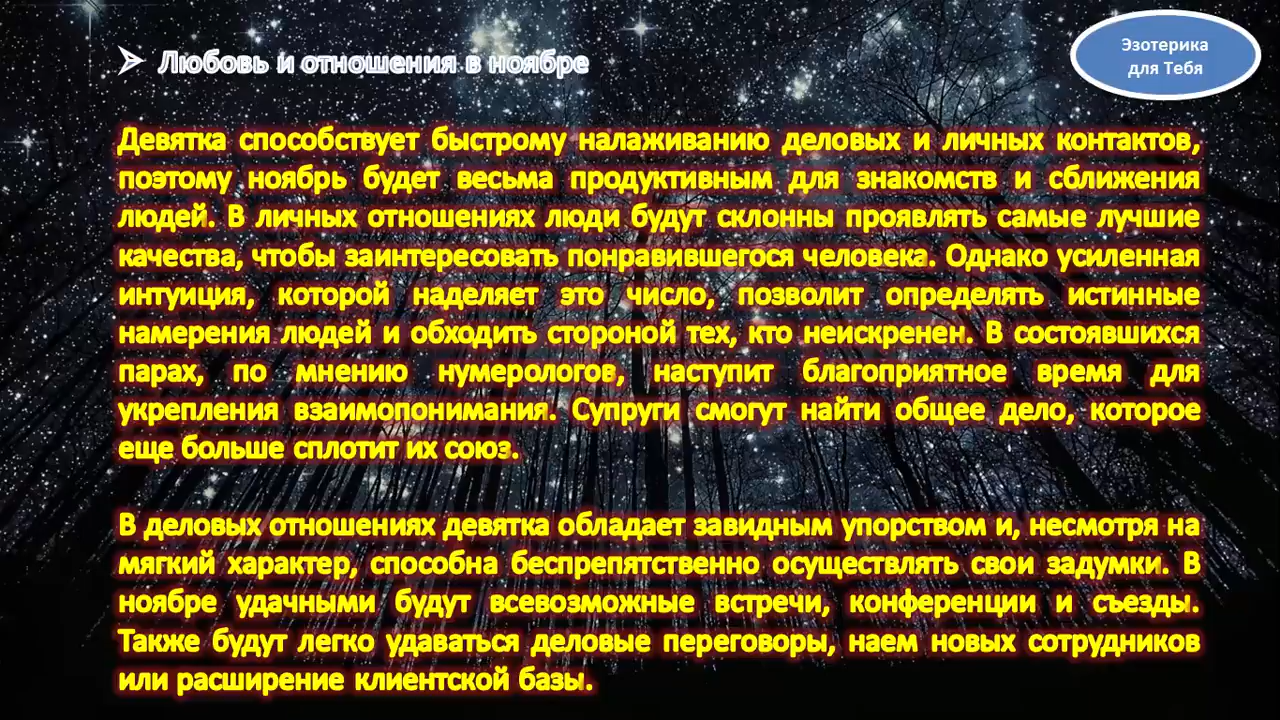 Любовь и отношения в ноябре
Эзотерика
для Тебя
Девятка способствует быстрому налаживанию деловых и личных контактов,
поэтому ноябрь будет весьма продуктивным для знакомств и сближения
людей. В личных отношениях люди будут склонны проявлять самые лучшие
качества, чтобы заинтересовать понравившегося человека. Однако усиленная
интуиция, которой наделяет это число, позволит определять истинные
намерения людей и обходить стороной тех, кто неискренен. В состоявшихся
парах, по мнению нумерологов, наступит благоприятное время для
укрепления взаимопонимания. Супруги смогут найти общее дело, которое
еще больше сплотит их союз.
В деловых отношениях девятка обладает завидным упорством и, несмотря на
мягкий характер, способна беспрепятственно осуществлять свои задумки. В
ноябре удачными будут всевозможные встречи, конференции и съезды.
Также будут легко удаваться деловые переговоры, наем новых сотрудников
или расширение клиентской базы.